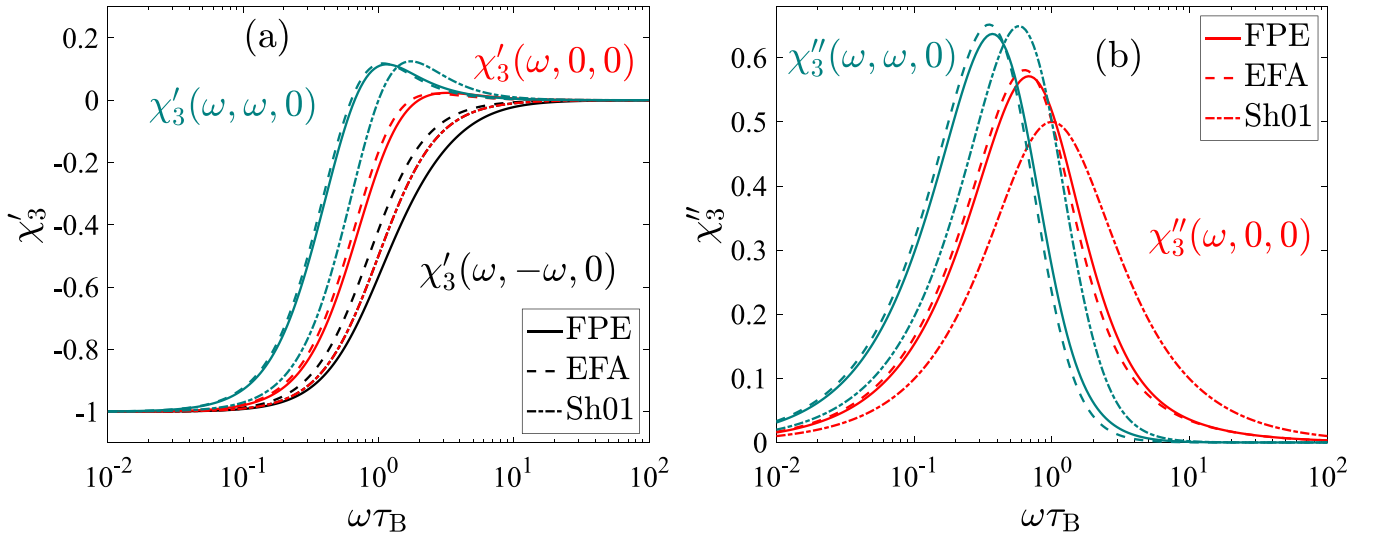 (a)
χ′₃(ω, 0, 0)
χ′₃(ω, ω, 0)
χ′₃(ω, −ω, 0)
FPE
EFA
Sh01
0.2
0
-0.2
-0.4
-0.6
-0.8
-1
χ′₃
10⁻² 10⁻¹ 10⁰ 10¹ 10²
ωτ_B
(b)
χ″₃(ω, ω, 0)
FPE
EFA
Sh01
χ″₃(ω, 0, 0)
0.6
0.5
0.4
0.3
0.2
0.1
0
χ″₃
10⁻² 10⁻¹ 10⁰ 10¹ 10²
ωτ_B